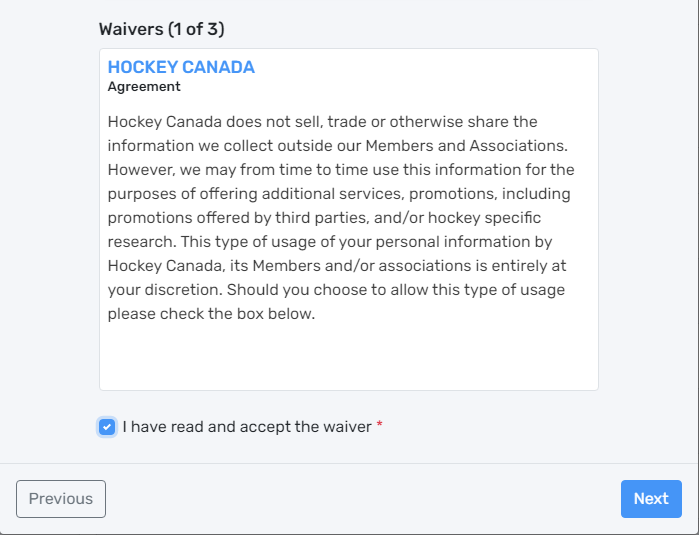 Waivers (1 of 3)
HOCKEY CANADA
Agreement
Hockey Canada does not sell, trade or otherwise share the
information we collect outside our Members and Associations.
However, we may from time to time use this information for the
purposes of offering additional services, promotions, including
promotions offered by third parties, and/or hockey specific
research. This type of usage of your personal information by
Hockey Canada, its Members and/or associations is entirely at
your discretion. Should you choose to allow this type of usage
please check the box below.
I have read and accept the waiver *
Previous
Next